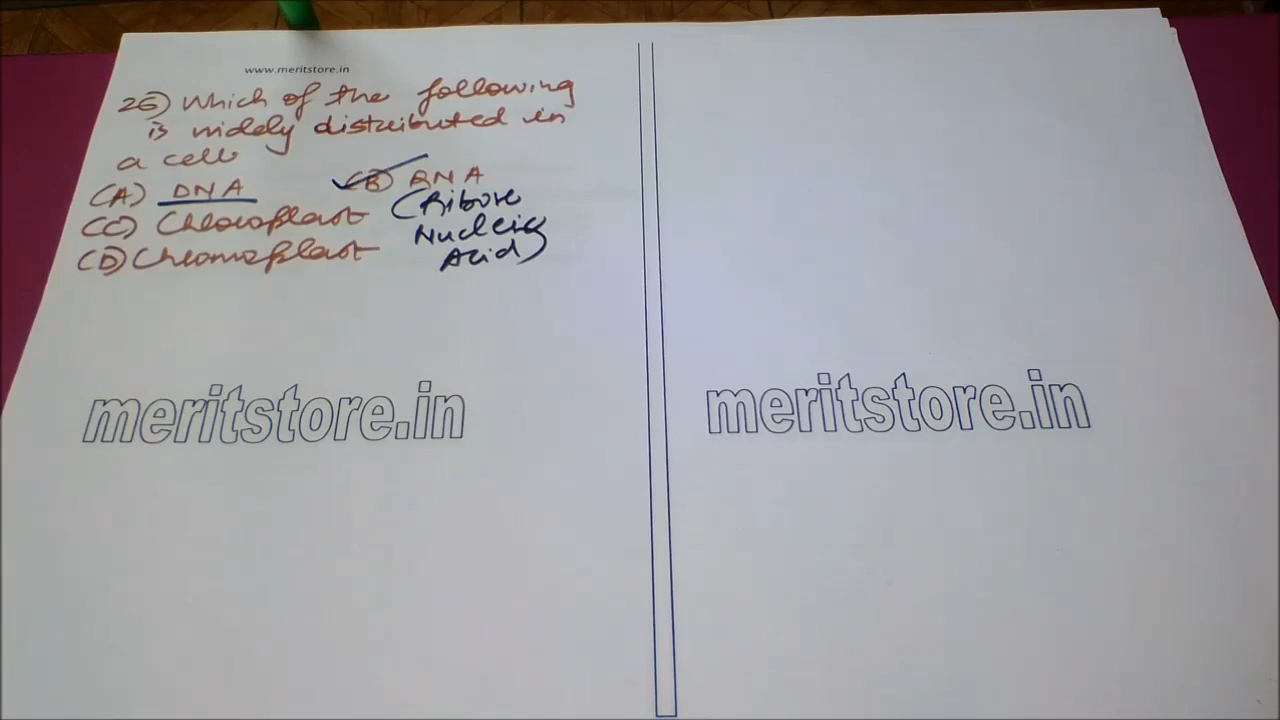 www.meritstore.in
26) Which of the following
is widely distributed in
a cell
(A) DNA (B) RNA
(C) Chloroplast (Ribose
(D) Chromoplast Nucleic
Acid)
meritstore.in meritstore.in